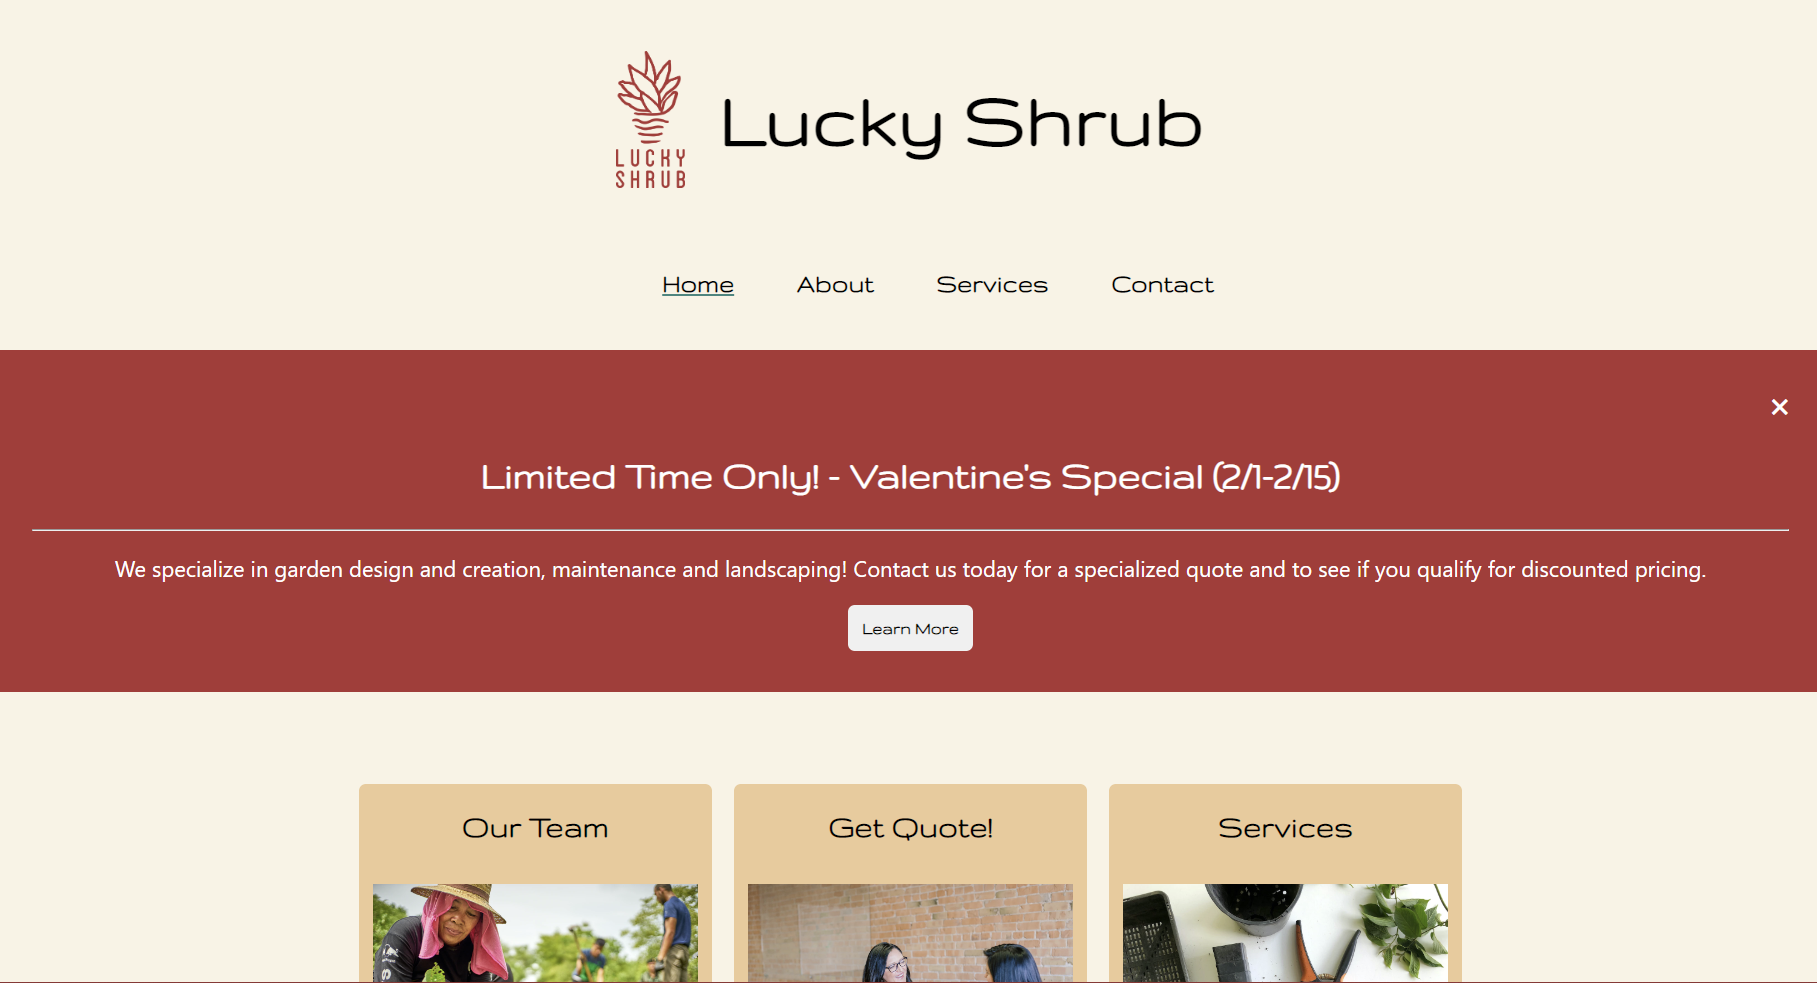 LUCKY
SHRUB
Lucky Shrub
Home About Services Contact
Limited Time Only! - Valentine's Special (2/1-2/15)
We specialize in garden design and creation, maintenance and landscaping! Contact us today for a specialized quote and to see if you qualify for discounted pricing.
Learn More
Our Team
Get Quote!
Services